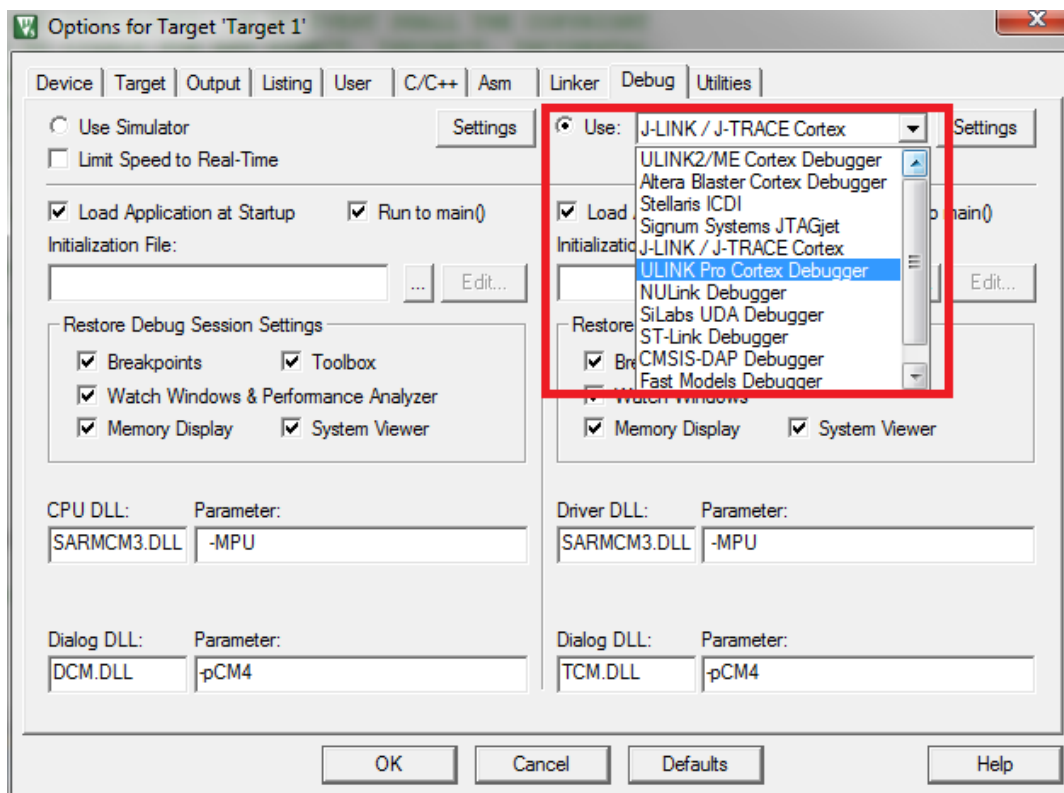 Options for Target 'Target 1'
Device Target Output Listing User C/C++ Asm Linker Debug Utilities
Use Simulator Settings
Limit Speed to Real-Time
Use: J-LINK / J-TRACE Cortex Settings
ULINK2/ME Cortex Debugger
Altera Blaster Cortex Debugger
Stellaris ICDI
Signum Systems JTAGjet
J-LINK / J-TRACE Cortex
ULINK Pro Cortex Debugger
NULink Debugger
SiLabs UDA Debugger
ST-Link Debugger
CMSIS-DAP Debugger
Fast Models Debugger
Load Application at Startup Run to main()
Initialization File:
... Edit...
Restore Debug Session Settings
Breakpoints Toolbox
Watch Windows & Performance Analyzer
Memory Display System Viewer
CPU DLL: Parameter:
SARMCM3.DLL -MPU
Dialog DLL: Parameter:
DCM.DLL -pCM4
Load main()
Edit...
Watch Windows
Memory Display System Viewer
Driver DLL: Parameter:
SARMCM3.DLL -MPU
Dialog DLL: Parameter:
TCM.DLL -pCM4
OK Cancel Defaults Help